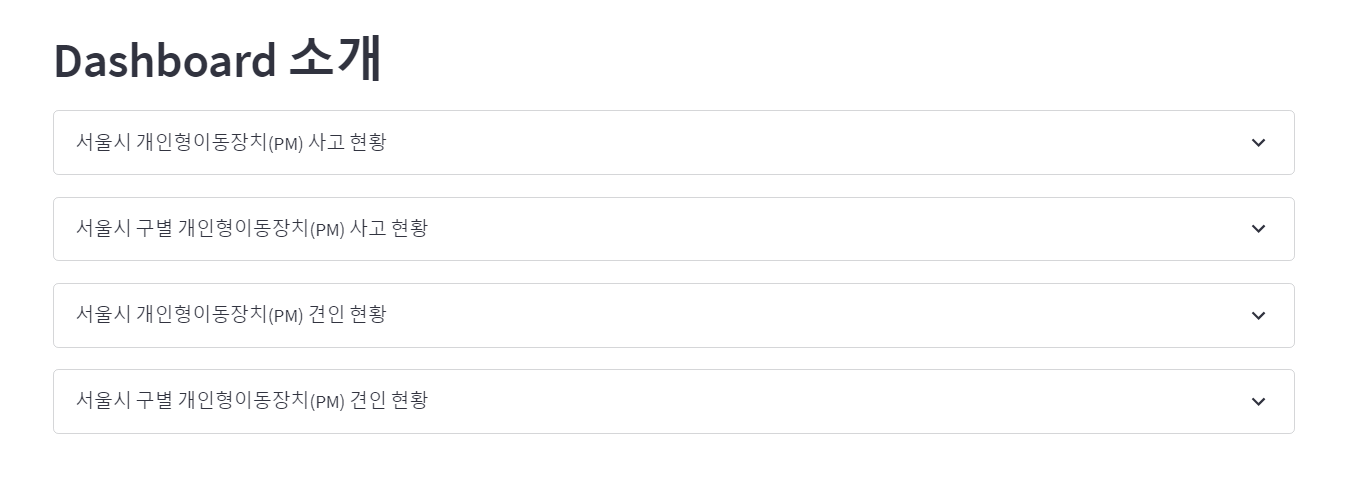 Dashboard 소개
서울시 개인형이동장치(PM) 사고 현황
서울시 구별 개인형이동장치(PM) 사고 현황
서울시 개인형이동장치(PM) 견인 현황
서울시 구별 개인형이동장치(PM) 견인 현황